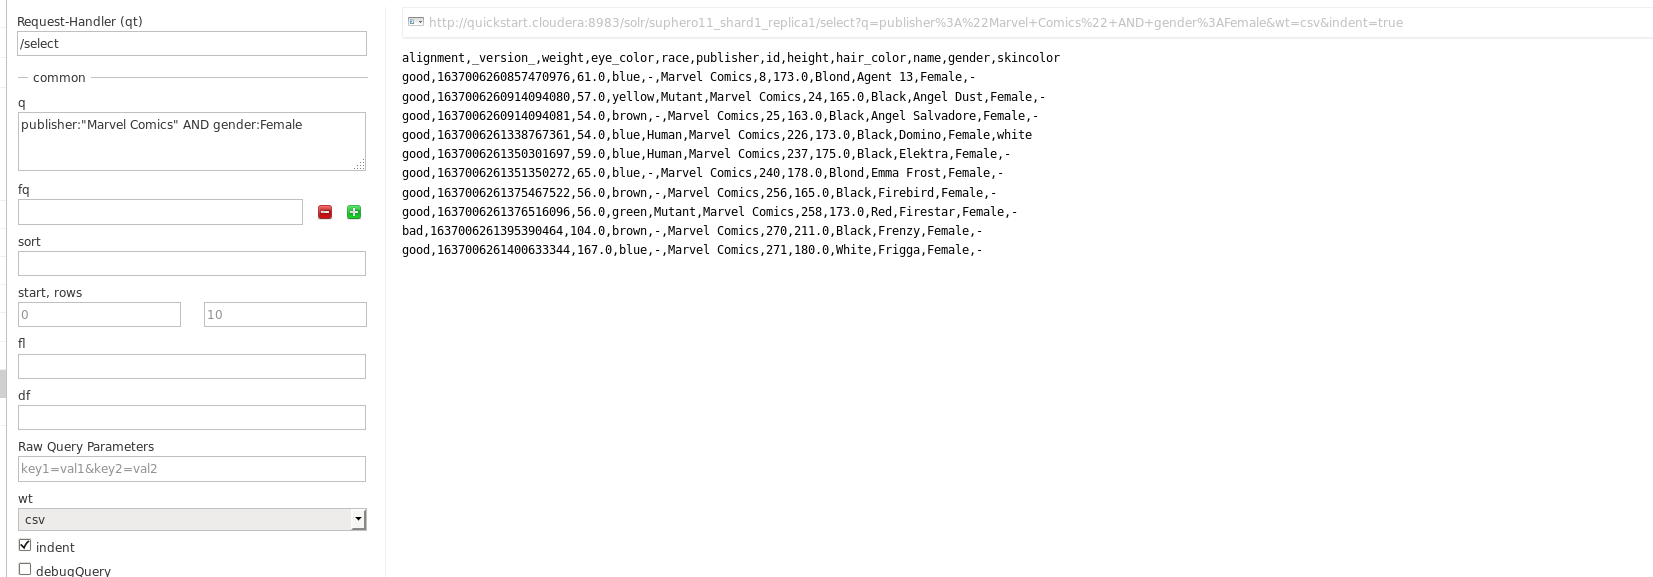 Request-Handler (qt)
/select
common
q
publisher:"Marvel Comics" AND gender:Female
fq
sort
start, rows
0 10
fl
df
Raw Query Parameters
key1=val1&key2=val2
wt
csv
indent
debugQuery
http://quickstart.cloudera:8983/solr/suphero11_shard1_replica1/select?q=publisher%3A%22Marvel+Comics%22+AND+gender%3AFemale&wt=csv&indent=true
alignment,_version_,weight,eye_color,race,publisher,id,height,hair_color,name,gender,skincolor
good,1637006260857470976,61.0,blue,-,Marvel Comics,8,173.0,Blond,Agent 13,Female,-
good,1637006260914094080,57.0,yellow,Mutant,Marvel Comics,24,165.0,Black,Angel Dust,Female,-
good,1637006260914094081,54.0,brown,-,Marvel Comics,25,163.0,Black,Angel Salvadore,Female,-
good,1637006261338767361,54.0,blue,Human,Marvel Comics,226,173.0,Black,Domino,Female,white
good,1637006261350301697,59.0,blue,Human,Marvel Comics,237,175.0,Black,Elektra,Female,-
good,1637006261351350272,65.0,blue,-,Marvel Comics,240,178.0,Blond,Emma Frost,Female,-
good,1637006261375467522,56.0,brown,-,Marvel Comics,256,165.0,Black,Firebird,Female,-
good,1637006261376516096,56.0,green,Mutant,Marvel Comics,258,173.0,Red,Firestar,Female,-
bad,1637006261395390464,104.0,brown,-,Marvel Comics,270,211.0,Black,Frenzy,Female,-
good,1637006261400633344,167.0,blue,-,Marvel Comics,271,180.0,White,Frigga,Female,-